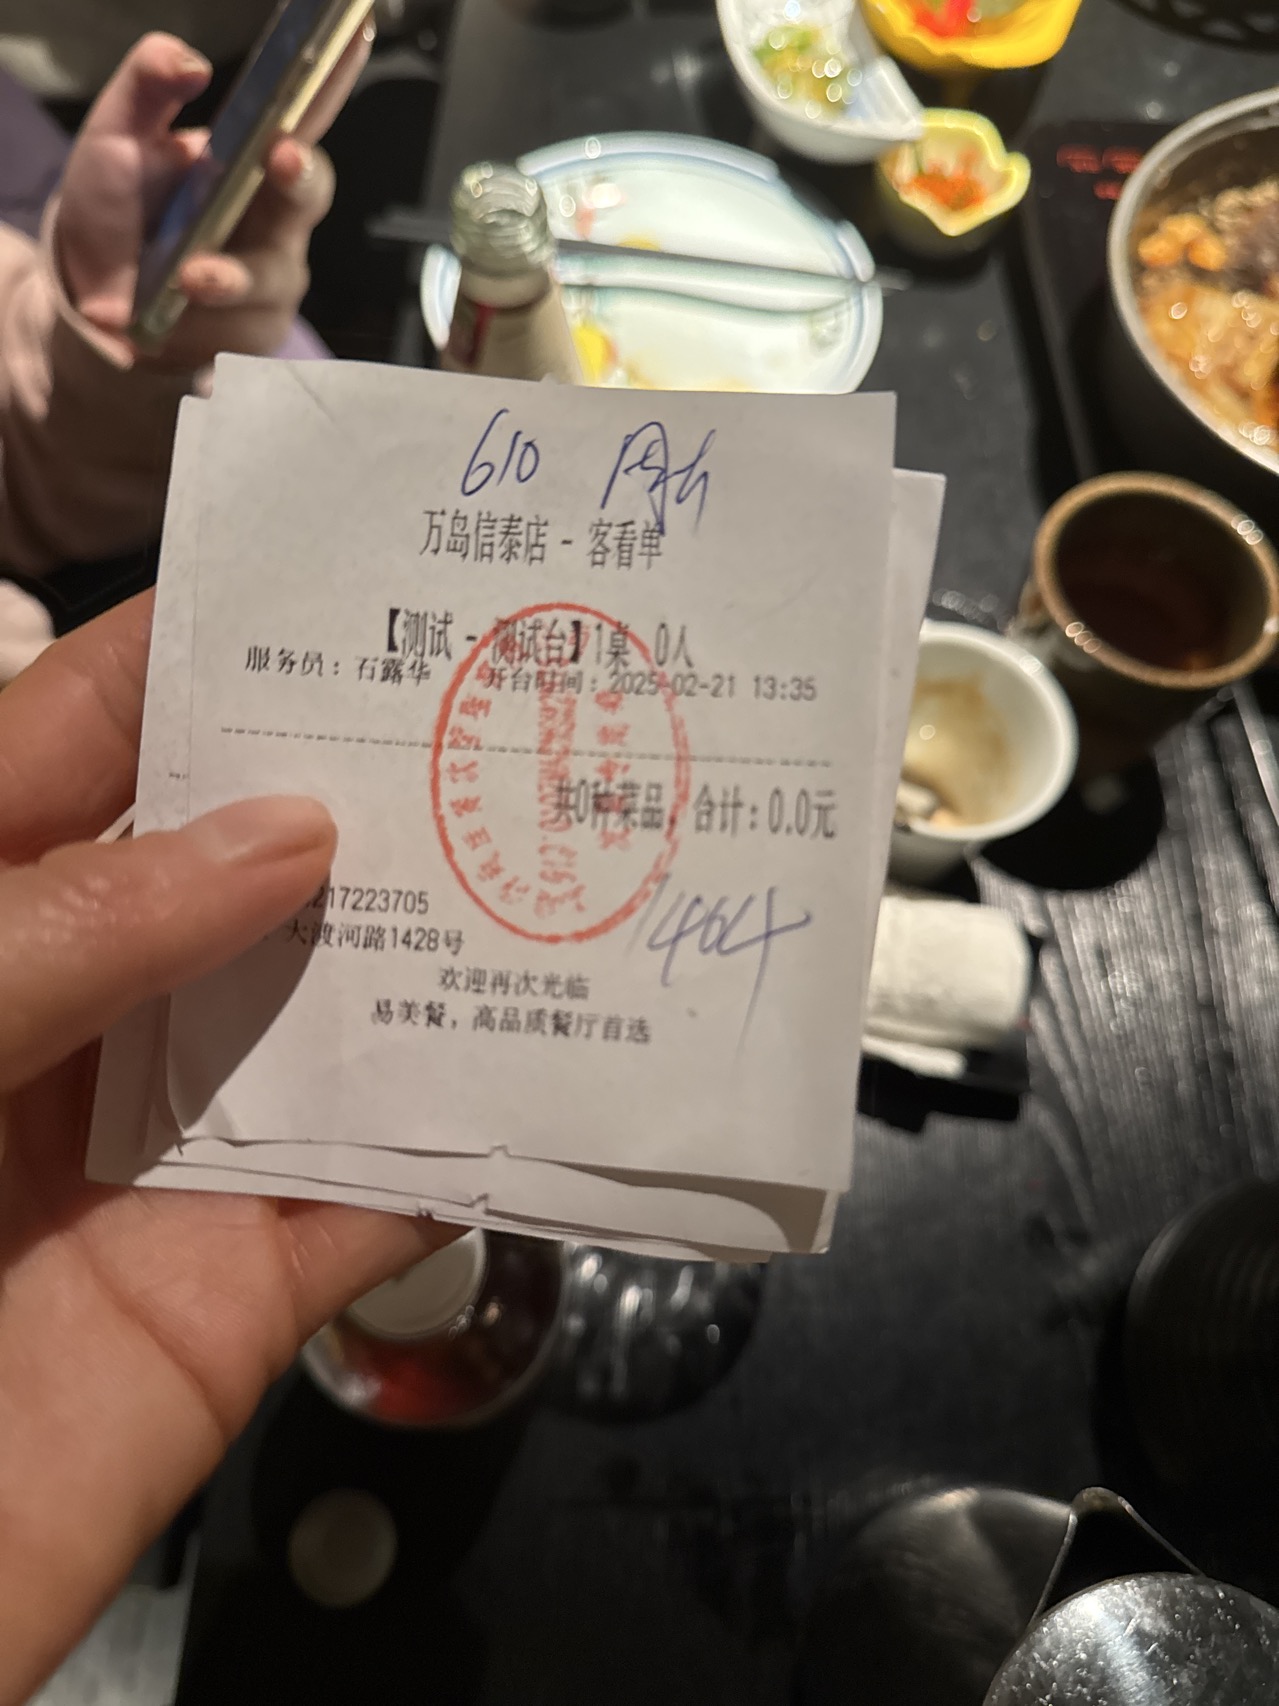 610
万岛信泰店 - 客看单
【测试 - 测试台】1桌 0人
服务员：石露华 开台时间：2025-02-21 13:35
共0种菜品，合计：0.0元
217223705
大渡河路1428号
欢迎再次光临
易美餐，高品质餐厅首选
1464